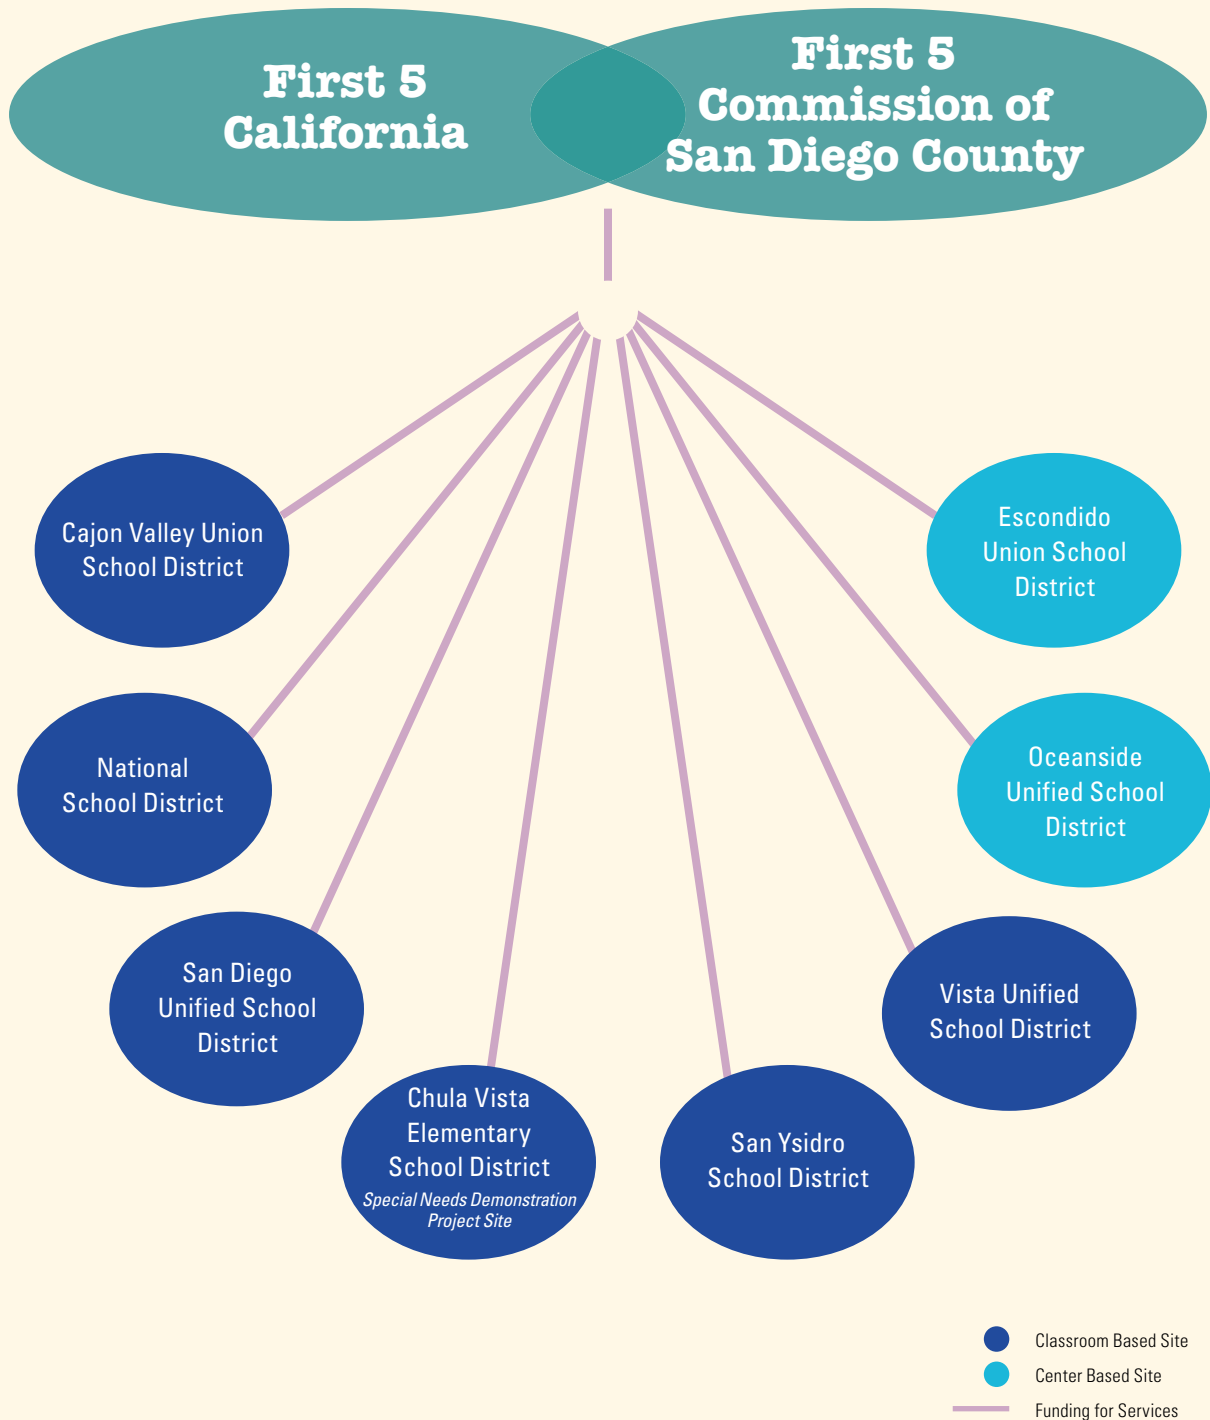 First 5
California
First 5
Commission of
San Diego County
Cajon Valley Union
School District
Escondido
Union School
District
National
School District
Oceanside
Unified School
District
San Diego
Unified School
District
Vista Unified
School District
Chula Vista
Elementary
School District
Special Needs Demonstration
Project Site
San Ysidro
School District
Classroom Based Site
Center Based Site
Funding for Services